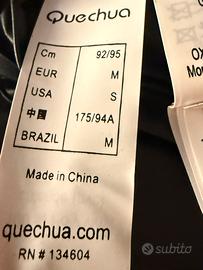 Quechua
Cm 92/95
EUR M
USA S
中国 175/94A
BRAZIL M
Made in China
quechua.com
RN # 134604
subito